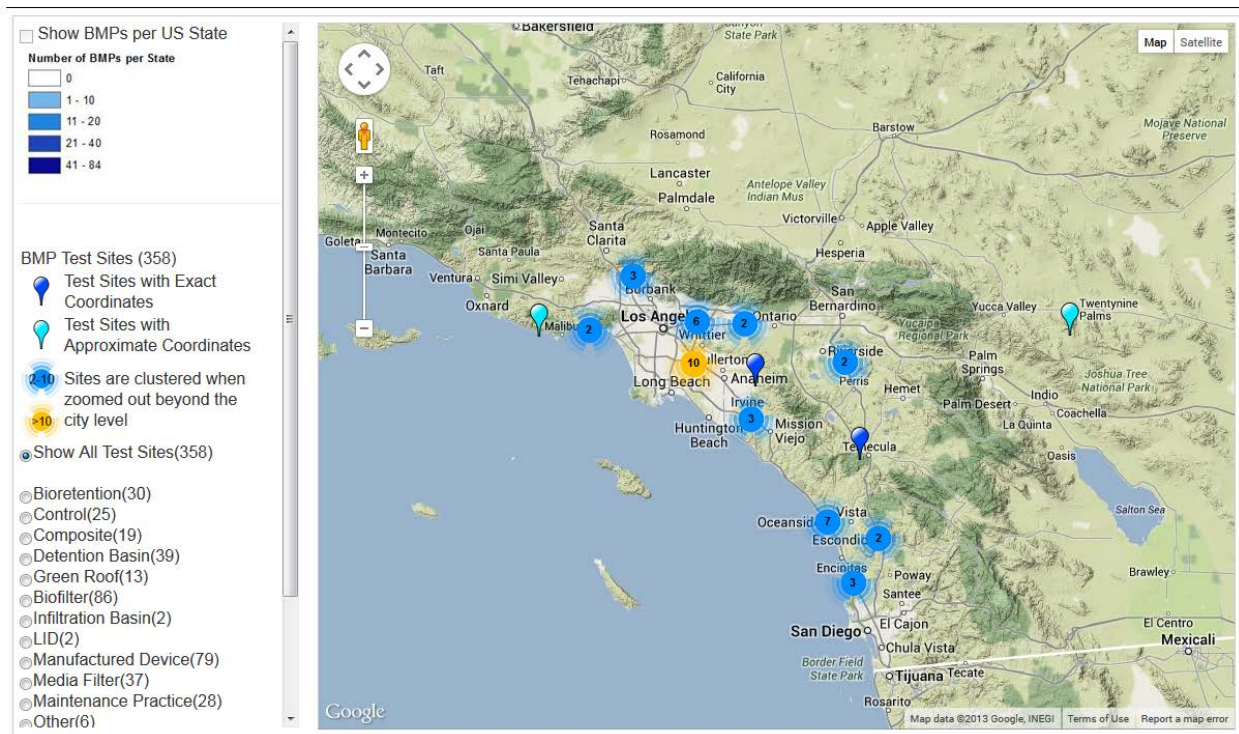 Show BMPs per US State
Number of BMPs per State
0
1 - 10
11 - 20
21 - 40
41 - 84
BMP Test Sites (358)
Test Sites with Exact
Coordinates
Test Sites with
Approximate Coordinates
2-10
Sites are clustered when
zoomed out beyond the
>10
city level
Show All Test Sites(358)
Bioretention(30)
Control(25)
Composite(19)
Detention Basin(39)
Green Roof(13)
Biofilter(86)
Infiltration Basin(2)
LID(2)
Manufactured Device(79)
Media Filter(37)
Maintenance Practice(28)
Other(6)
Bakersfield
State Park
Map
Satellite
Taft
Tehachapi
California
City
Mojave National
Preserve
Rosamond
Barstow
Lancaster
Palmdale
Antelope Valley
Indian Mus
Victorville
Apple Valley
Hesperia
Santa
Clarita
Goleta
Montecito
Ojai
Santa
Barbara
Santa Paula
Ventura
Simi Valley
Oxnard
3
Burbank
San
Bernardino
Yucca Valley
Twentynine
Palms
Malibu
2
Los Angel
6
2
Ontario
Whittier
Yucaipa
Regional Park
10
Fullerton
Riverside
2
Perris
Palm
Springs
Joshua Tree
National Park
Long Beach
Anaheim
Hemet
Irvine
3
Huntington
Beach
Mission
Viejo
Palm Desert
Indio
Coachella
La Quinta
Temecula
Oasis
Salton Sea
Oceanside
7
Vista
Escondido
2
Encinitas
3
Poway
Santee
Brawley
San Diego
El Cajon
El Centro
Chula Vista
Mexicali
Border Field
State Park
Tijuana
Tecate
Rosarito
Google
Map data ©2013 Google, INEGI
Terms of Use
Report a map error